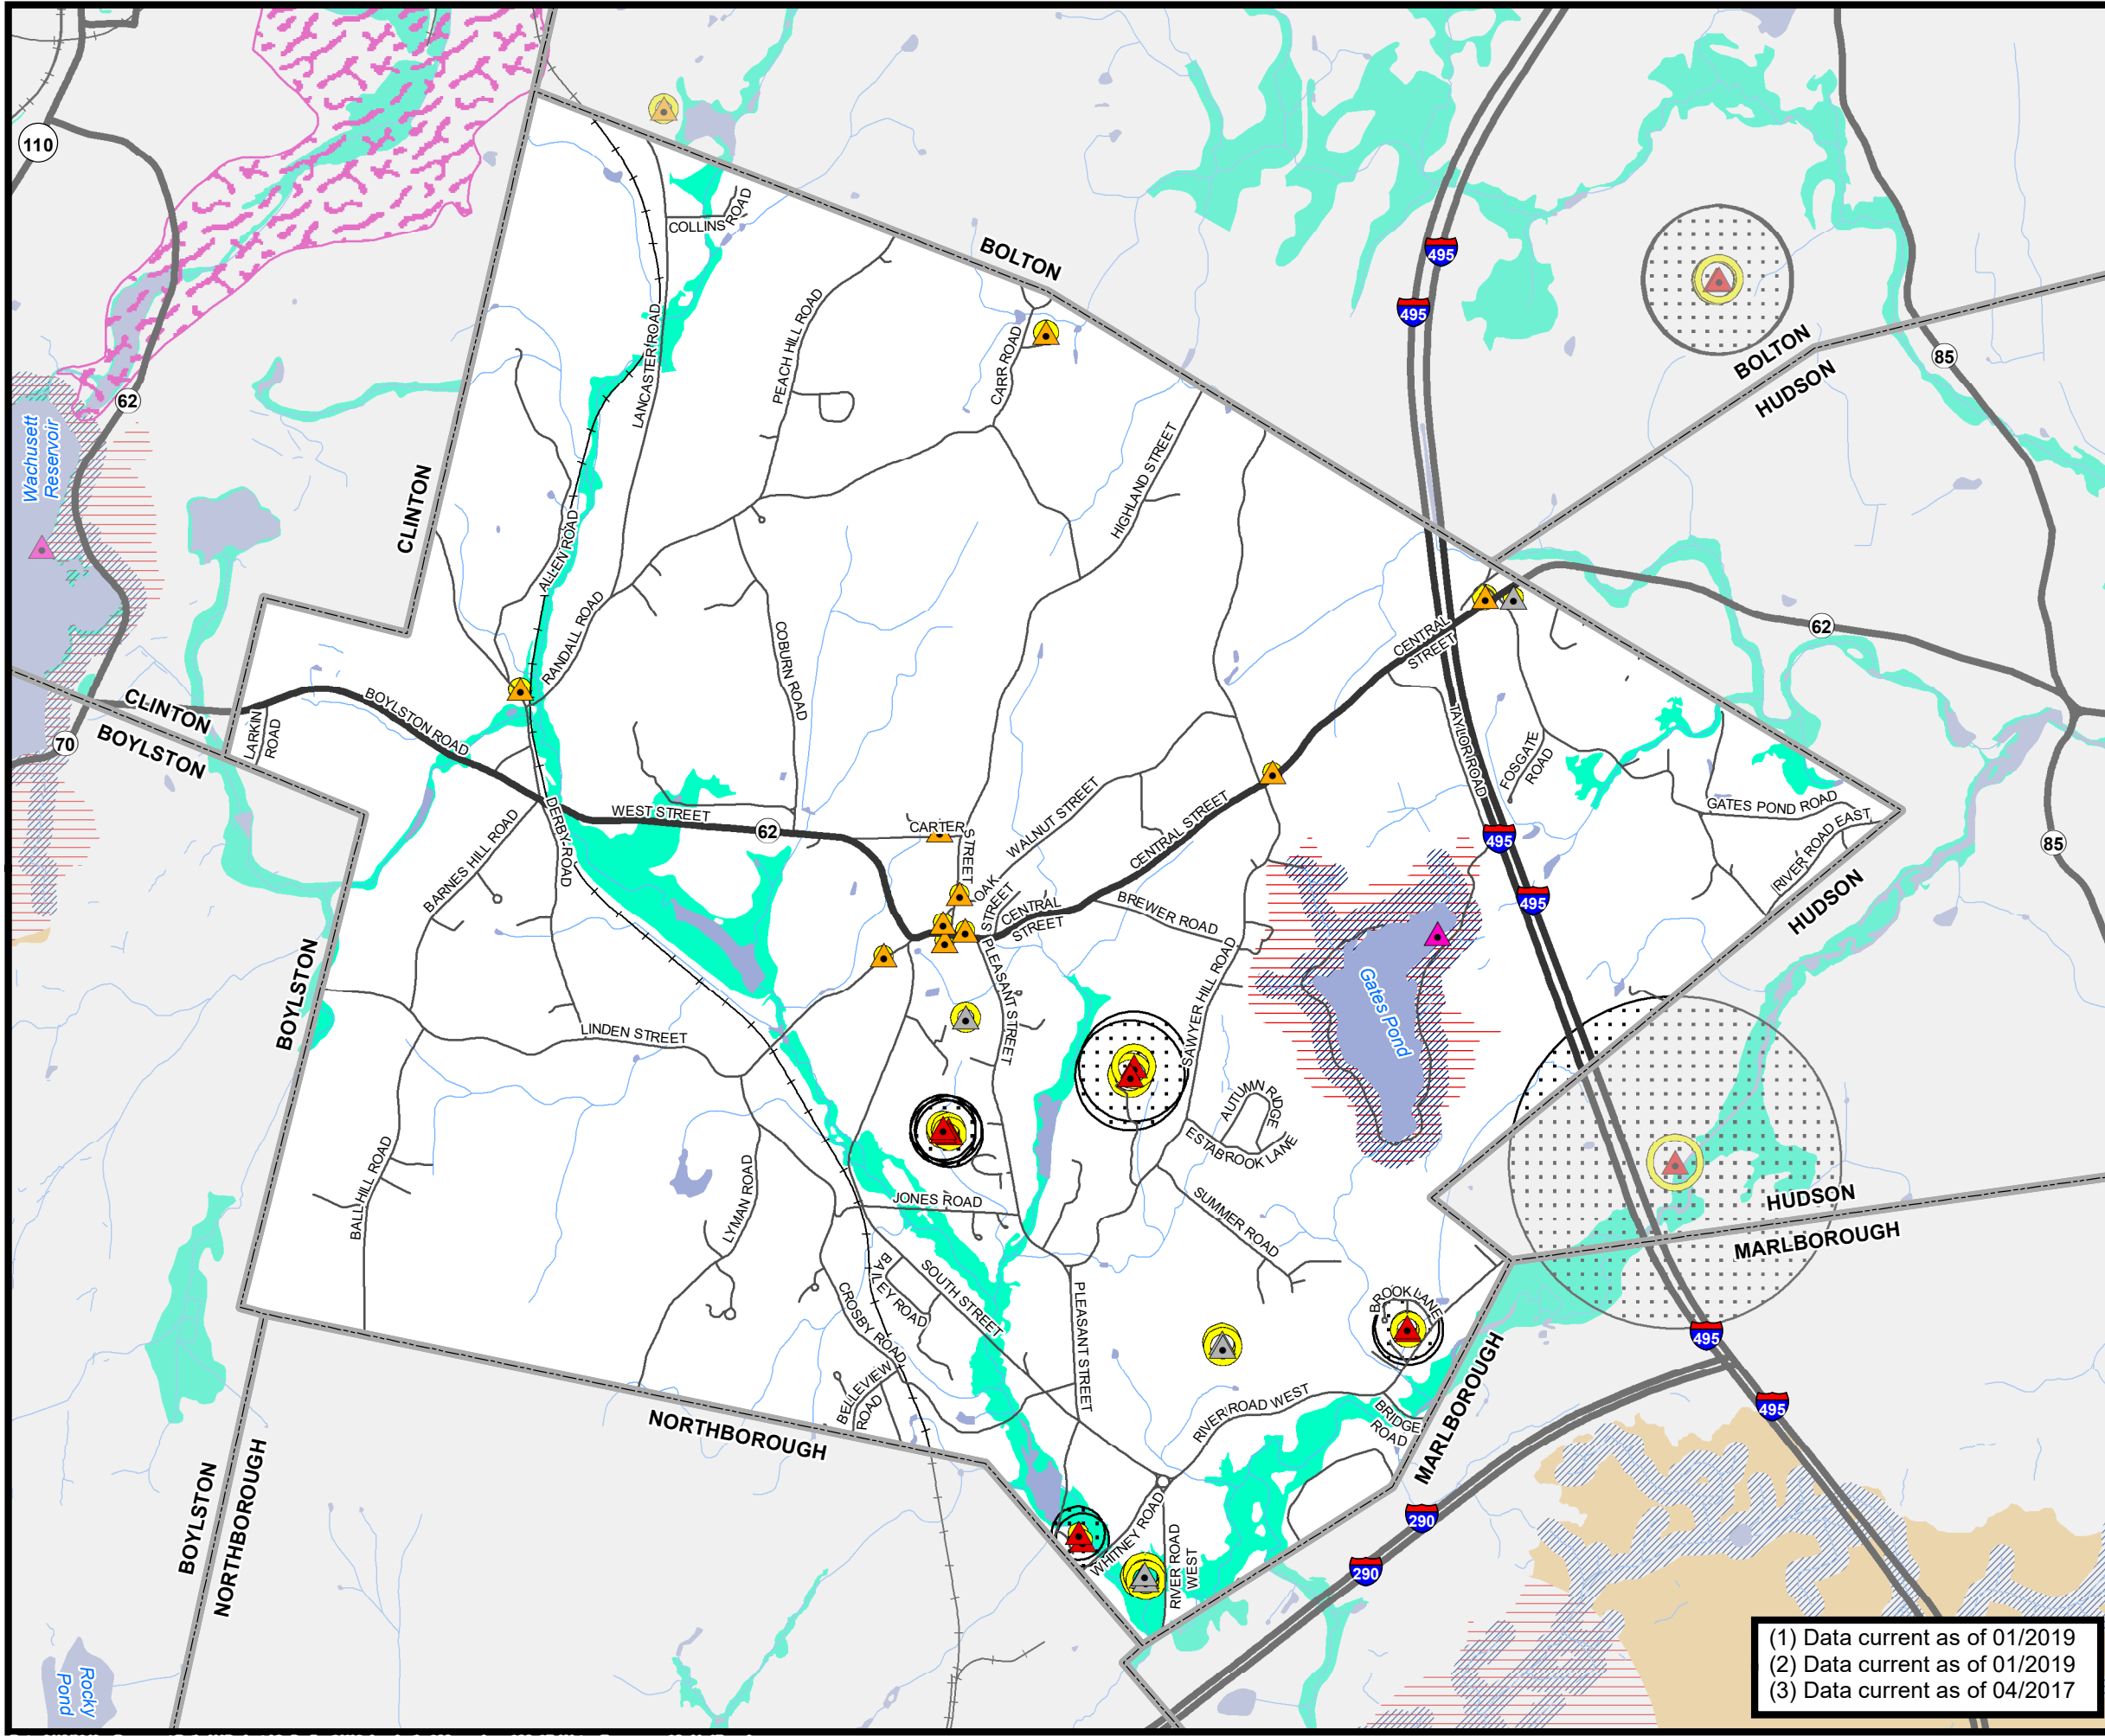 110
COLLINS ROAD
BOLTON
495
495
BOLTON
HUDSON
85
LANCASTER ROAD
PEACH HILL ROAD
CARR ROAD
62
Wachusett
Reservoir
CLINTON
HIGHLAND STREET
ALLEN ROAD
RANDALL ROAD
COBURN ROAD
CENTRAL
STREET
62
CLINTON
BOYLSTON
70
LARKIN
ROAD
BOYLSTON ROAD
TAYLOR ROAD
FOSGATE
ROAD
GATES POND ROAD
RIVER ROAD EAST
WEST STREET
62
DERBY ROAD
CARTER
STREET
WALNUT STREET
CENTRAL STREET
495
85
BARNES HILL ROAD
OAK
STREET
CENTRAL
STREET
BREWER ROAD
495
HUDSON
BOYLSTON
PLEASANT STREET
SAWYER HILL ROAD
Gates Pond
LINDEN STREET
AUTUMN RIDGE
ESTABROOK LANE
BALL HILL ROAD
LYMAN ROAD
JONES ROAD
SUMMER ROAD
HUDSON
MARLBOROUGH
BAILEY ROAD
SOUTH STREET
CROSBY ROAD
PLEASANT STREET
BROOK LANE
495
BELLEVIEW
ROAD
RIVER ROAD WEST
BRIDGE
ROAD
MARLBOROUGH
495
NORTHBOROUGH
BOYLSTON
NORTHBOROUGH
WHITNEY ROAD
RIVER ROAD
WEST
290
290
Rocky
Pond
(1) Data current as of 01/2019
(2) Data current as of 01/2019
(3) Data current as of 04/2017